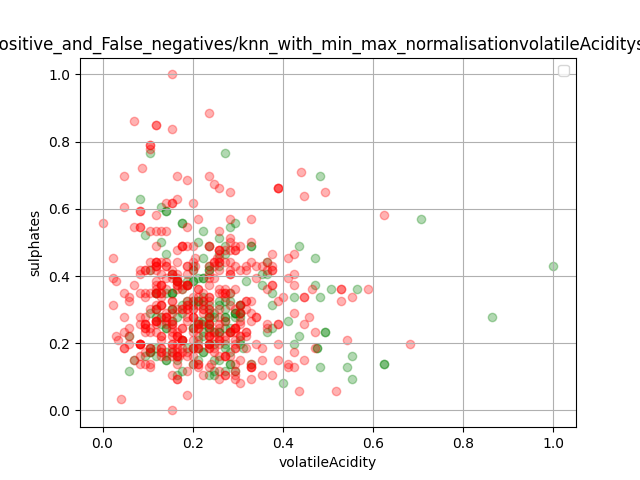 ositive_and_False_negatives/knn_with_min_max_normalisationvolatileAciditys
1.0
0.8
0.6
0.4
0.2
0.0
sulphates
0.0 0.2 0.4 0.6 0.8 1.0
volatileAcidity